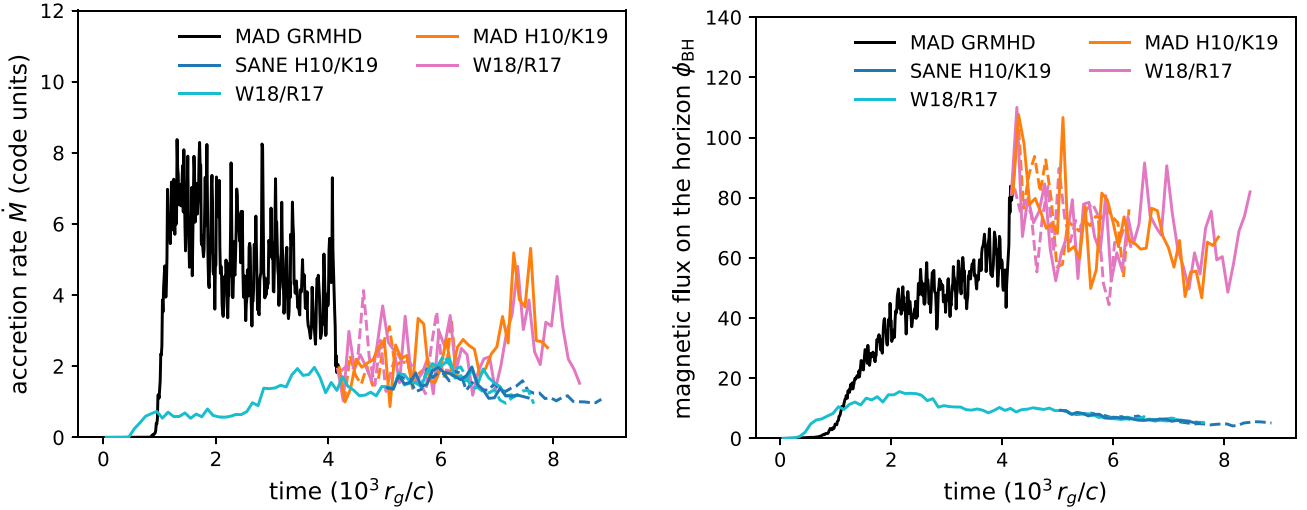 accretion rate Ṁ (code units)
12
10
8
6
4
2
0
MAD GRMHD
SANE H10/K19
W18/R17
MAD H10/K19
W18/R17
0 2 4 6 8
time (10³ r_g/c)
magnetic flux on the horizon ϕ_BH
140
120
100
80
60
40
20
0
MAD GRMHD
SANE H10/K19
W18/R17
MAD H10/K19
W18/R17
0 2 4 6 8
time (10³ r_g/c)